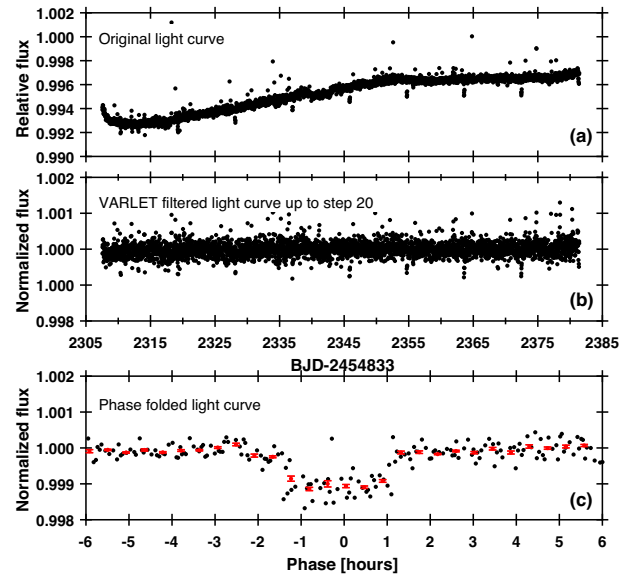 1.002
1.000
0.998
0.996
0.994
0.992
0.990
Relative flux
Original light curve
(a)
1.002
1.001
1.000
1.000
0.998
Normalized flux
VARLET filtered light curve up to step 20
(b)
2305 2315 2325 2335 2345 2355 2365 2375 2385
BJD-2454833
1.002
1.001
1.000
0.999
0.998
Normalized flux
Phase folded light curve
(c)
-6 -5 -4 -3 -2 -1 0 1 2 3 4 5 6
Phase [hours]